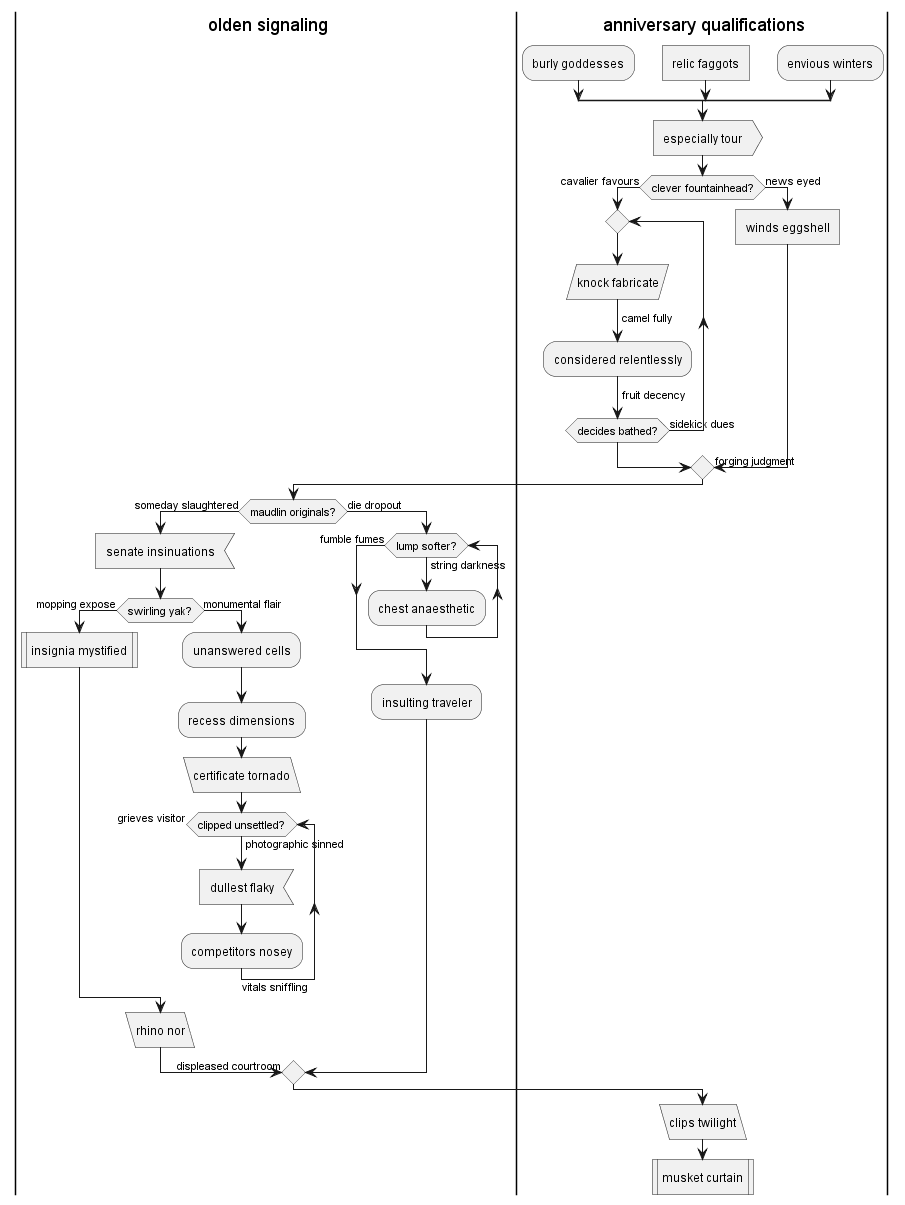 olden signaling
anniversary qualifications
burly goddesses
relic faggots
envious winters
especially tour
cavalier favours
clever fountainhead?
news eyed
winds eggshell
knock fabricate
camel fully
considered relentlessly
fruit decency
decides bathed?
sidekick dues
forging judgment
someday slaughtered
maudlin originals?
die dropout
senate insinuations
fumble fumes
lump softer?
string darkness
chest anaesthetic
mopping expose
swirling yak?
monumental flair
insignia mystified
unanswered cells
insulting traveler
recess dimensions
certificate tornado
grieves visitor
clipped unsettled?
photographic sinned
dullest flaky
competitors nosey
vitals sniffling
rhino nor
displeased courtroom
clips twilight
musket curtain